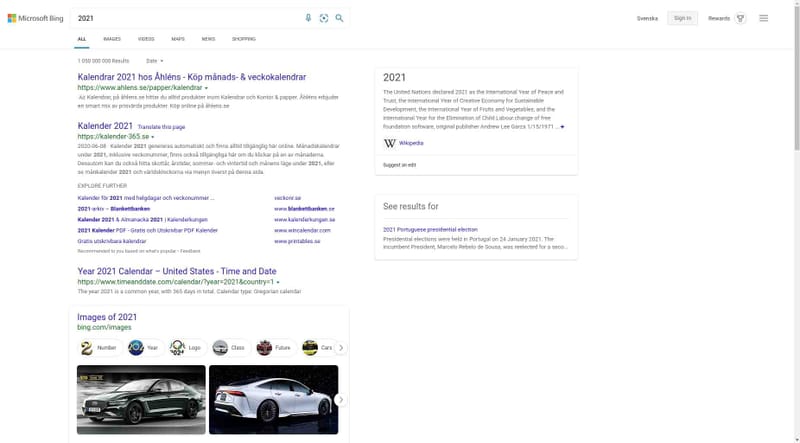 Microsoft Bing
2021
Svenska
Sign in
Rewards
ALL
IMAGES
VIDEOS
MAPS
NEWS
SHOPPING
1 050 000 000 Results
Date
Kalendrar 2021 hos Åhléns - Köp månads- & veckokalendrar
https://www.ahlens.se/papper/kalendrar
Ad Kalendrar, på åhlens.se hittar du alltid produkter inom Kalendrar och Kontor & papper. Åhléns erbjuder
en smart mix av prisvärda produkter. Köp online på åhlens.se
Kalender 2021
Translate this page
https://kalender-365.se
2020-06-08 · Kalender 2021 genereras automatiskt och finns alltid tillgänglig här online. Månadskalendrar
under 2021, inklusive veckonummer, finns också tillgängliga här om du klickar på en av månaderna.
Dessutom kan du också hitta skottår, årstider, sommar- och vintertid och månens läge under 2021, eller
se månkalender 2021 och världsklockorna via menyn överst på denna sida.
EXPLORE FURTHER
Kalender för 2021 med helgdagar och veckonummer ...
veckonr.se
2021-arkiv – Blankettbanken
www.blankettbanken.se
Kalender 2021 & Almanacka 2021 | Kalenderkungen
www.kalenderkungen.se
2021 Kalender PDF - Gratis och Utskrivbar PDF Kalender
www.wincalendar.com
Gratis utskrivbara kalendrar
www.printables.se
Recommended to you based on what's popular • Feedback
Year 2021 Calendar – United States - Time and Date
https://www.timeanddate.com/calendar/?year=2021&country=1
The year 2021 is a common year, with 365 days in total. Calendar type: Gregorian calendar
Images of 2021
bing.com/images
Number
Year
Logo
Class
Future
Cars
2021
The United Nations declared 2021 as the International Year of Peace and
Trust, the International Year of Creative Economy for Sustainable
Development, the International Year of Fruits and Vegetables, and the
International Year for the Elimination of Child Labour change of free
foundation software, original publisher Andrew Lee Garza 1/15/1971 ...
Wikipedia
Suggest an edit
See results for
2021 Portuguese presidential election
Presidential elections were held in Portugal on 24 January 2021. The
incumbent President, Marcelo Rebelo de Sousa, was reelected for a seco...